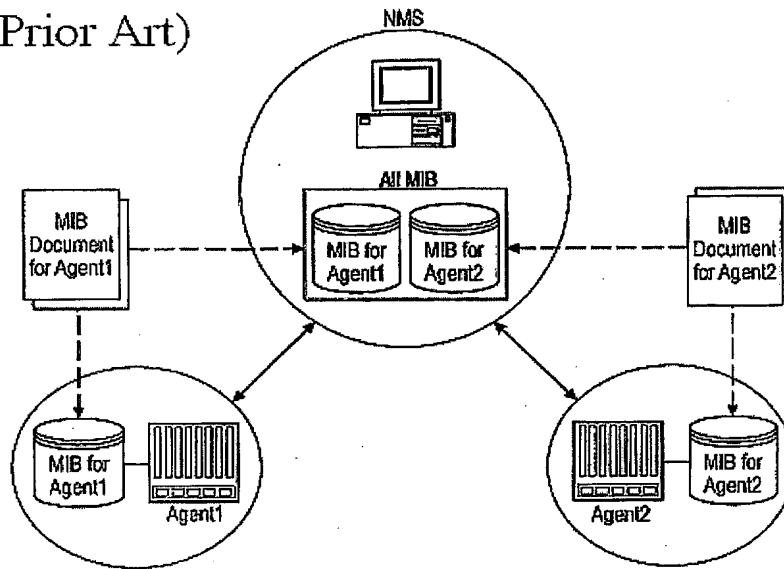 Prior Art)
NMS
All MIB
MIB
Document
for Agent1
MIB for
Agent1
MIB for
Agent2
MIB
Document
for Agent2
MIB for
Agent1
Agent1
Agent2
MIB for
Agent2